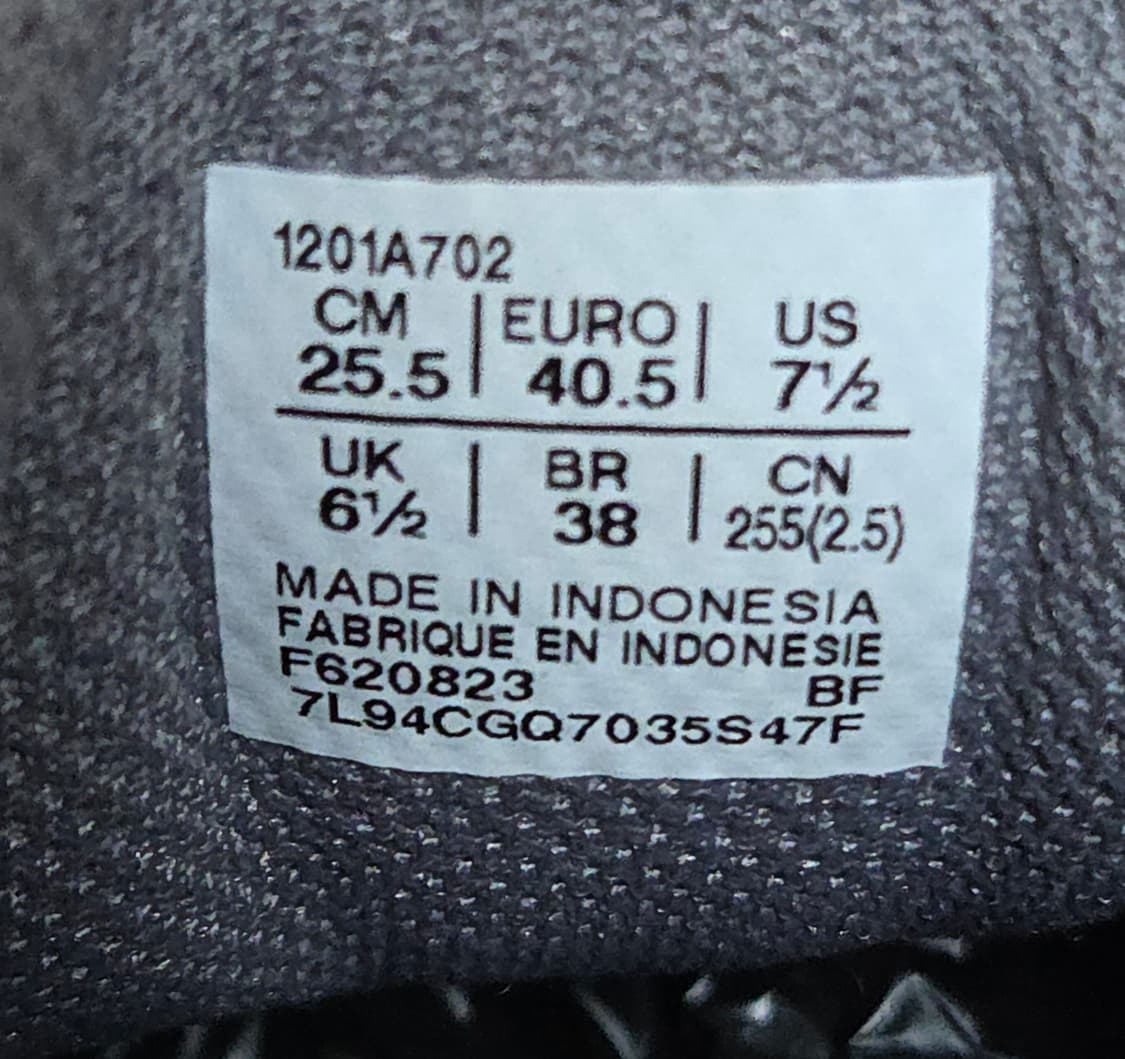 1201A702
CM | EURO | US
25.5 | 40.5 | 7½
UK | BR | CN
6½ | 38 | 255(2.5)
MADE IN INDONESIA
FABRIQUE EN INDONESIE
F620823 BF
7L94CGQ7035S47F